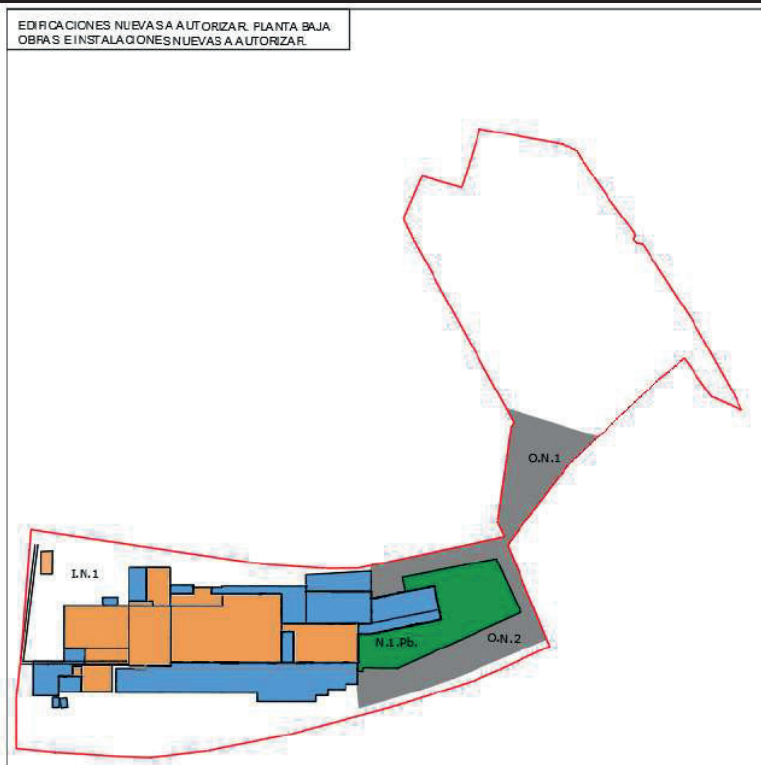 EDIFICACIONES NUEVAS A AUTORIZAR. PLANTA BAJA
OBRAS E INSTALACIONES NUEVAS A AUTORIZAR.
O.N.1
I.N.1
N.1.Pb.
O.N.2